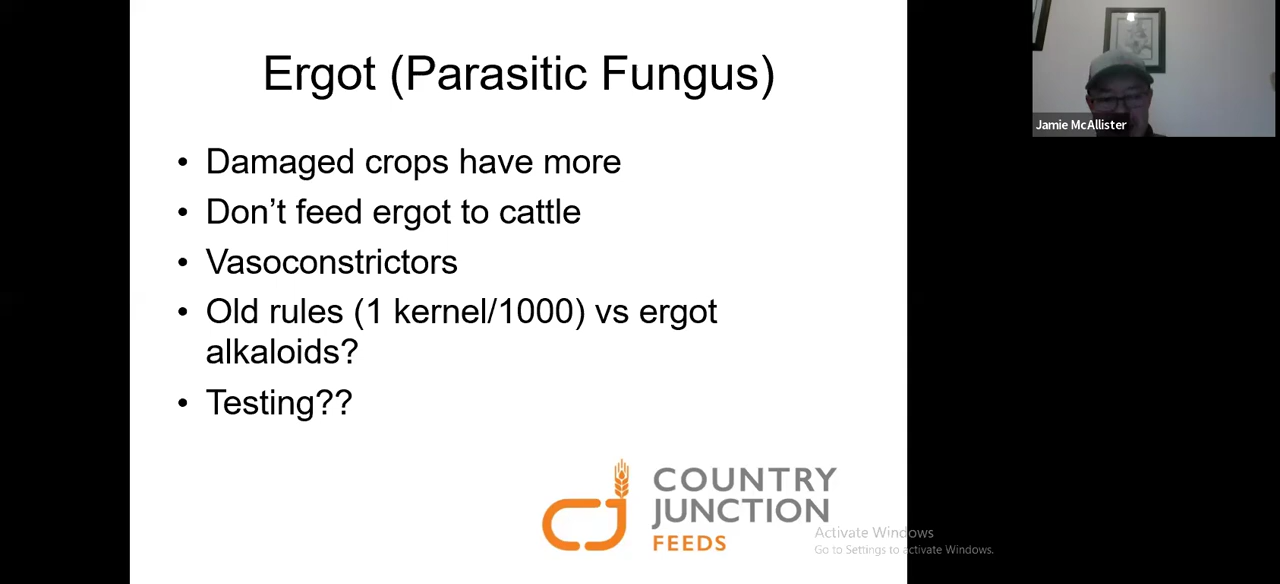 Ergot (Parasitic Fungus)
• Damaged crops have more
• Don’t feed ergot to cattle
• Vasoconstrictors
• Old rules (1 kernel/1000) vs ergot
alkaloids?
• Testing??
COUNTRY
JUNCTION
FEEDS
Activate Windows
Go to Settings to activate Windows.
Jamie McAllister